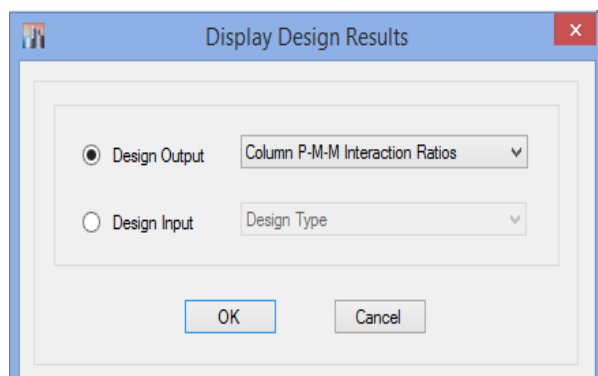 Display Design Results
Design Output
Column P-M-M Interaction Ratios
Design Input
Design Type
OK
Cancel